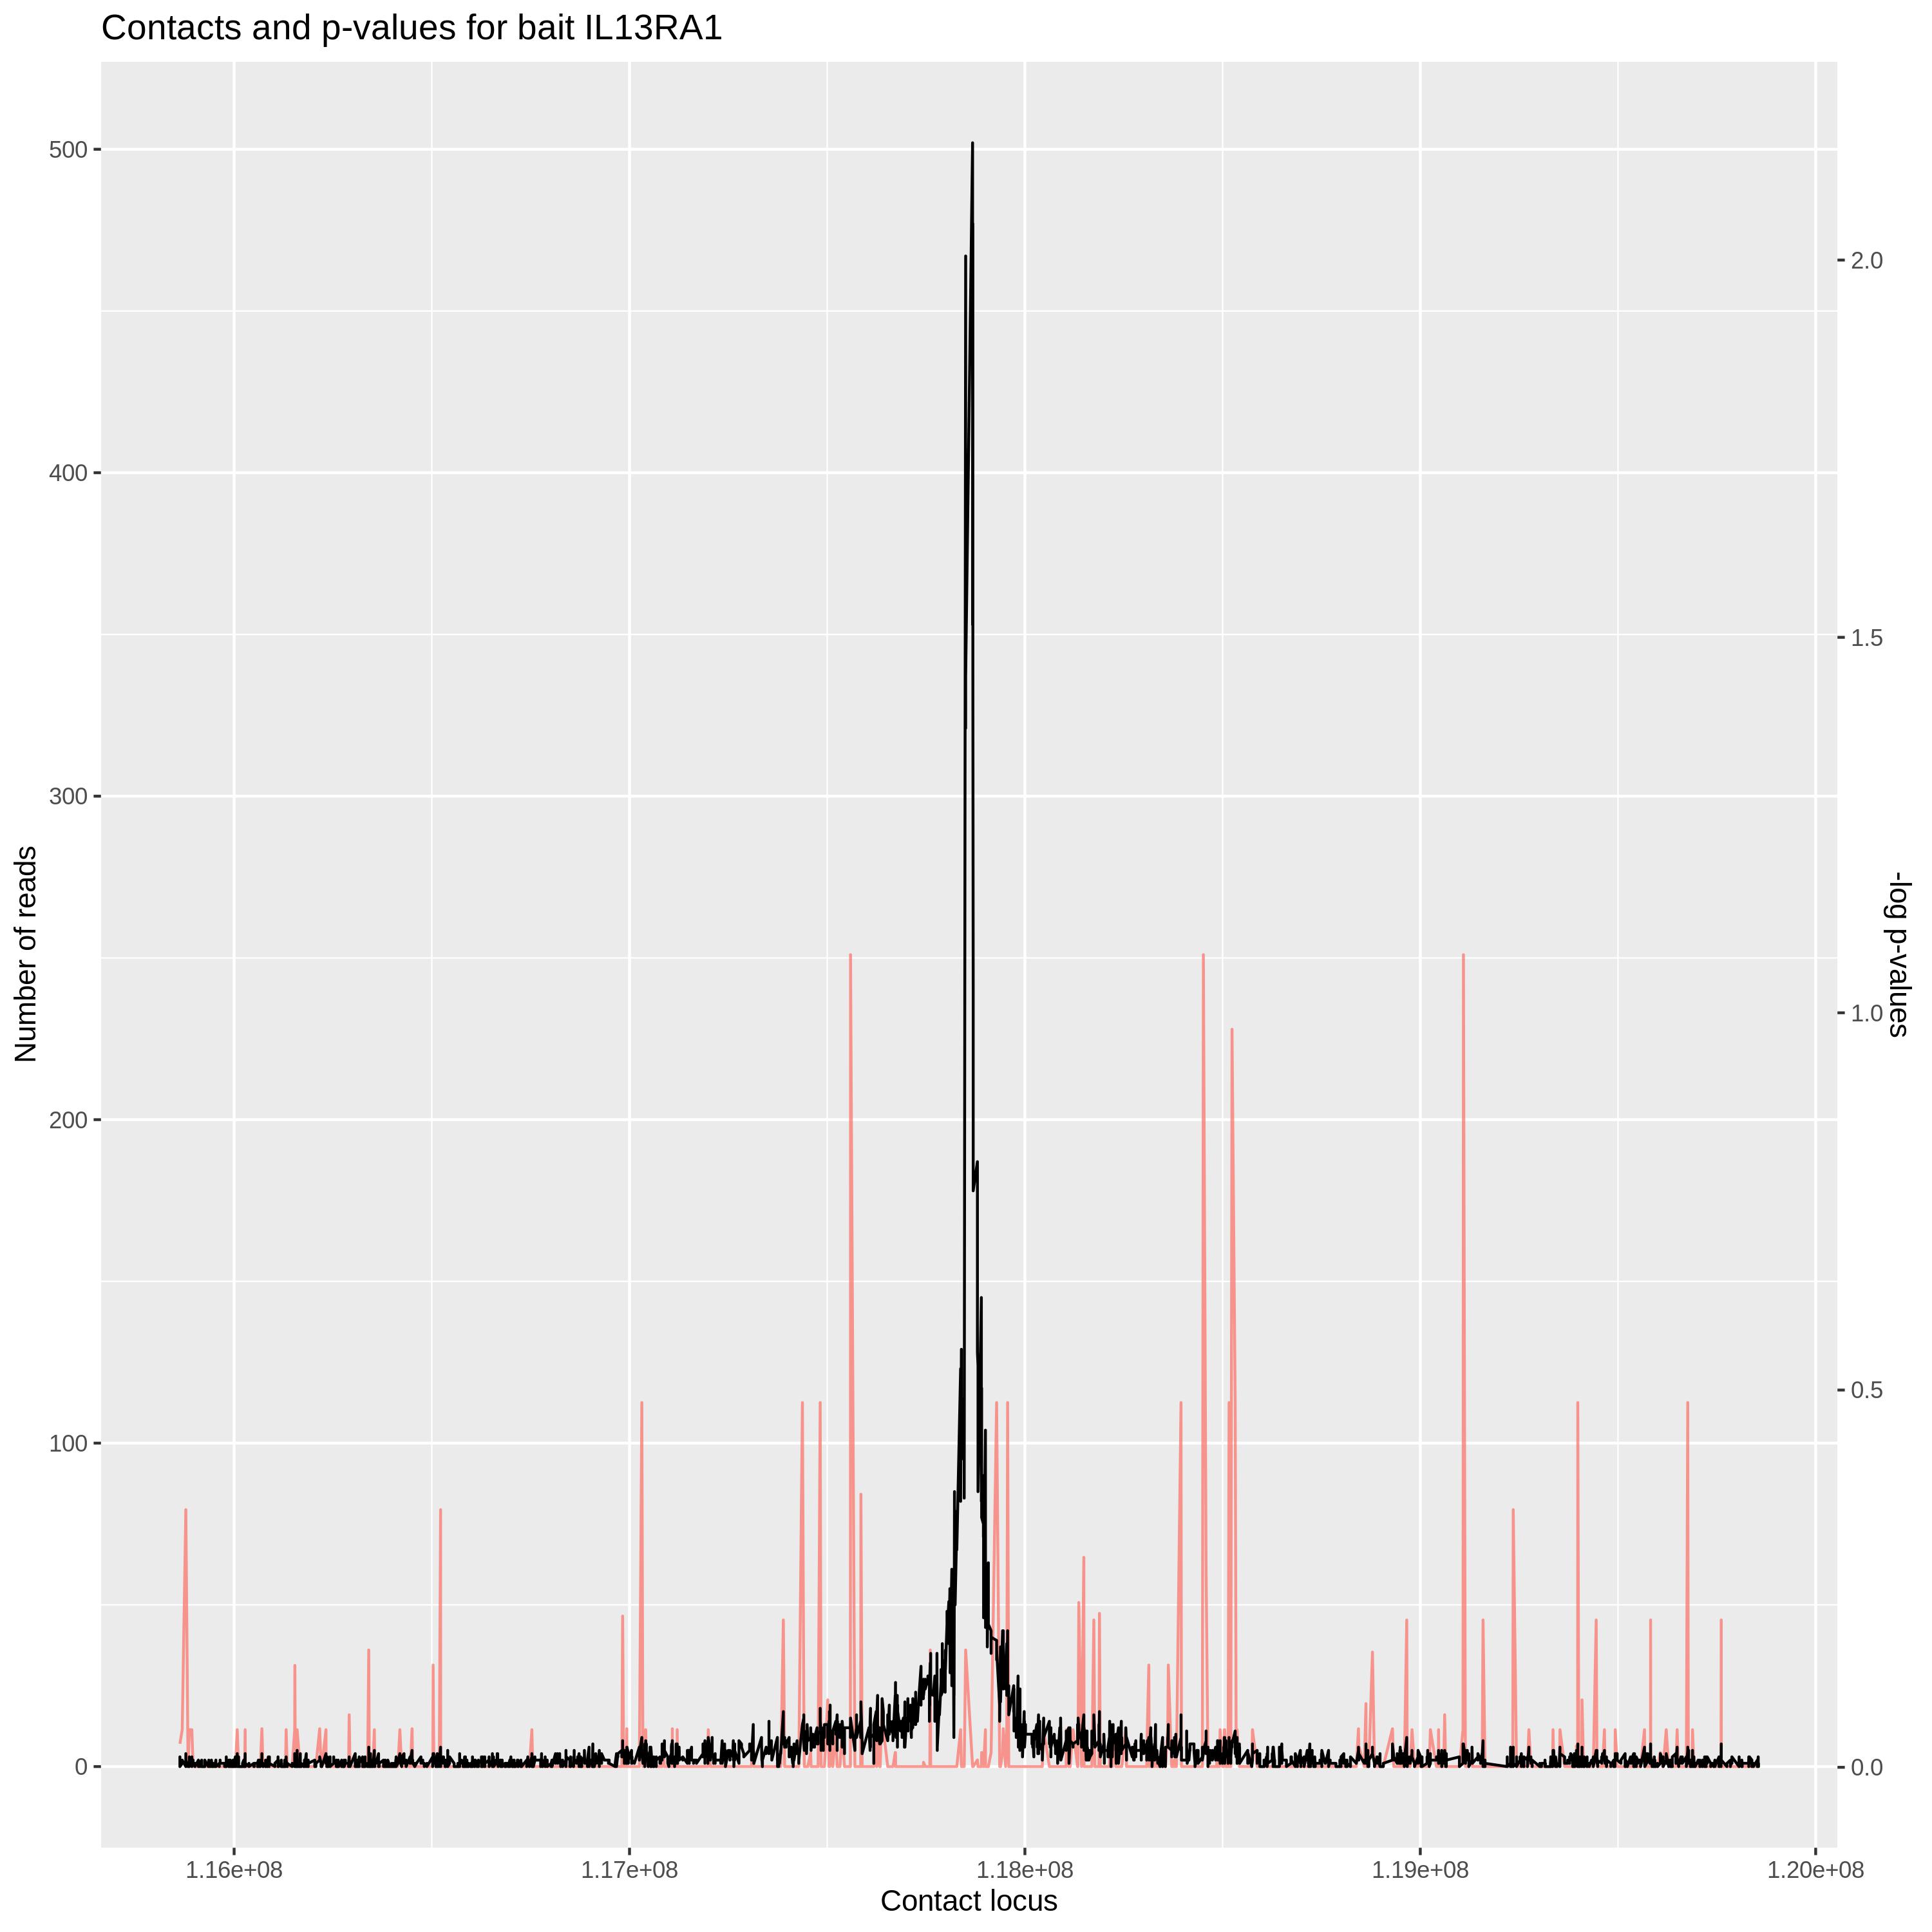 Contacts and p-values for bait IL13RA1
500
400
300
200
100
0
Number of reads
2.0
1.5
1.0
0.5
0.0
-log p-values
1.16e+08 1.17e+08 1.18e+08 1.19e+08 1.20e+08
Contact locus